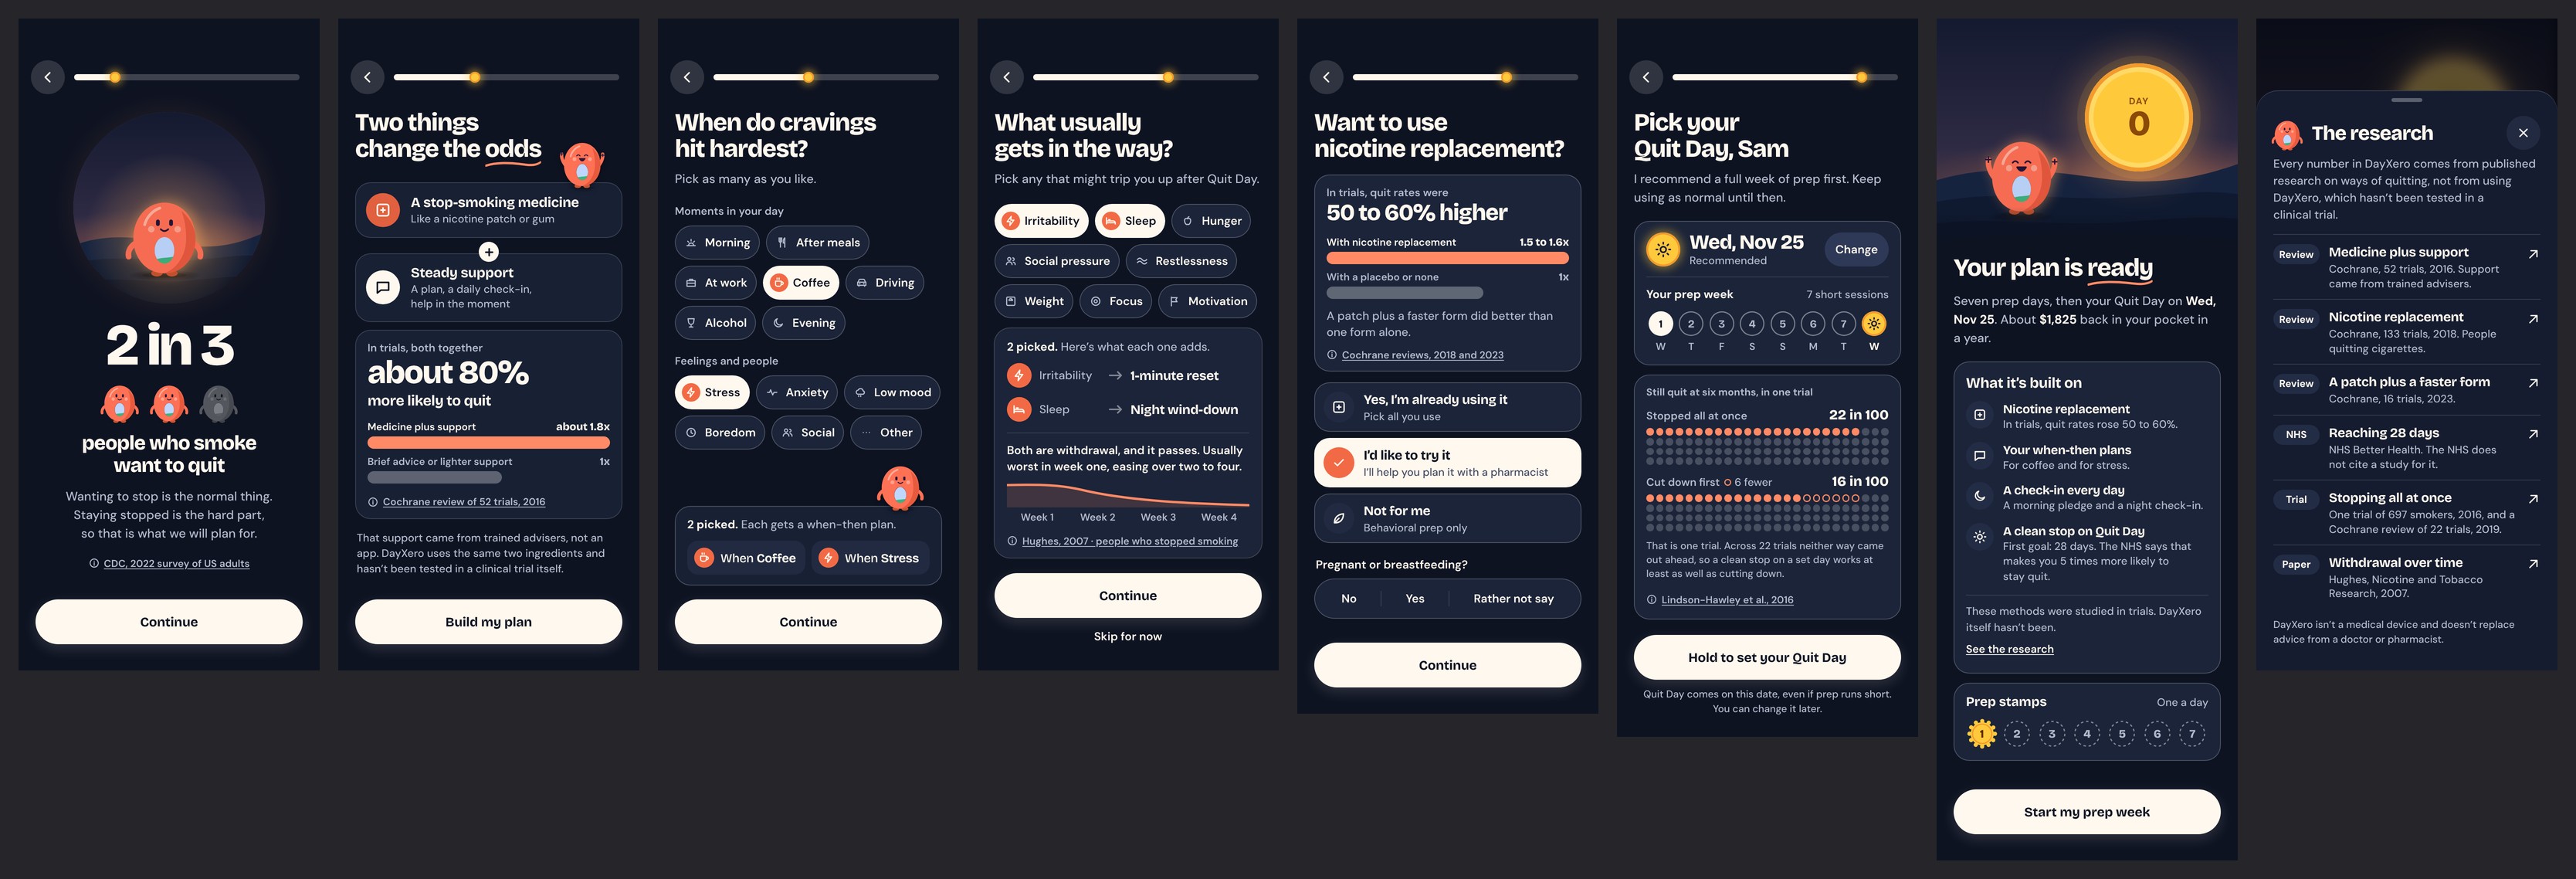 2 in 3
people who smoke
want to quit
Wanting to stop is the normal thing.
Staying stopped is the hard part,
so that is what we will plan for.
CDC, 2022 survey of US adults
Continue
Two things
change the odds
A stop-smoking medicine
Like a nicotine patch or gum
+
Steady support
A plan, a daily check-in,
help in the moment
In trials, both together
about 80%
more likely to quit
Medicine plus support about 1.8x
Brief advice or lighter support 1x
Cochrane review of 52 trials, 2016
That support came from trained advisers, not an
app. DayXero uses the same two ingredients and
hasn't been tested in a clinical trial itself.
Build my plan
When do cravings
hit hardest?
Pick as many as you like.
Moments in your day
Morning After meals
At work Coffee Driving
Alcohol Evening
Feelings and people
Stress Anxiety Low mood
Boredom Social Other
2 picked. Each gets a when-then plan.
When Coffee When Stress
Continue
What usually
gets in the way?
Pick any that might trip you up after Quit Day.
Irritability Sleep Hunger
Social pressure Restlessness
Weight Focus Motivation
2 picked. Here's what each one adds.
Irritability → 1-minute reset
Sleep → Night wind-down
Both are withdrawal, and it passes. Usually
worst in week one, easing over two to four.
Week 1 Week 2 Week 3 Week 4
Hughes, 2007 · people who stopped smoking
Continue
Skip for now
Want to use
nicotine replacement?
In trials, quit rates were
50 to 60% higher
With nicotine replacement 1.5 to 1.6x
With a placebo or none 1x
A patch plus a faster form did better than
one form alone.
Cochrane reviews, 2018 and 2023
Yes, I'm already using it
Pick all you use
I'd like to try it
I'll help you plan it with a pharmacist
Not for me
Behavioral prep only
Pregnant or breastfeeding?
No Yes Rather not say
Continue
Pick your
Quit Day, Sam
I recommend a full week of prep first. Keep
using as normal until then.
Wed, Nov 25
Recommended
Change
Your prep week 7 short sessions
1 2 3 4 5 6 7
W T F S S M T W
Still quit at six months, in one trial
Stopped all at once 22 in 100
Cut down first 6 fewer 16 in 100
That is one trial. Across 22 trials neither way came
out ahead, so a clean stop on a set day works at
least as well as cutting down.
Lindson-Hawley et al., 2016
Hold to set your Quit Day
Quit Day comes on this date, even if prep runs short.
You can change it later.
DAY
0
Your plan is ready
Seven prep days, then your Quit Day on Wed,
Nov 25. About $1,825 back in your pocket in
a year.
What it's built on
Nicotine replacement
In trials, quit rates rose 50 to 60%.
Your when-then plans
For coffee and for stress.
A check-in every day
A morning pledge and a night check-in.
A clean stop on Quit Day
First goal: 28 days. The NHS says that
makes you 5 times more likely to
stay quit.
These methods were studied in trials. DayXero
itself hasn't been.
See the research
Prep stamps One a day
1 2 3 4 5 6 7
Start my prep week
The research
Every number in DayXero comes from published
research on ways of quitting, not from using
DayXero, which hasn't been tested in a
clinical trial.
Review Medicine plus support
Cochrane, 52 trials, 2016. Support
came from trained advisers.
Review Nicotine replacement
Cochrane, 133 trials, 2018. People
quitting cigarettes.
Review A patch plus a faster form
Cochrane, 16 trials, 2023.
NHS Reaching 28 days
NHS Better Health. The NHS does
not cite a study for it.
Trial Stopping all at once
One trial of 697 smokers, 2016, and a
Cochrane review of 22 trials, 2019.
Paper Withdrawal over time
Hughes, Nicotine and Tobacco
Research, 2007.
DayXero isn't a medical device and doesn't replace
advice from a doctor or pharmacist.